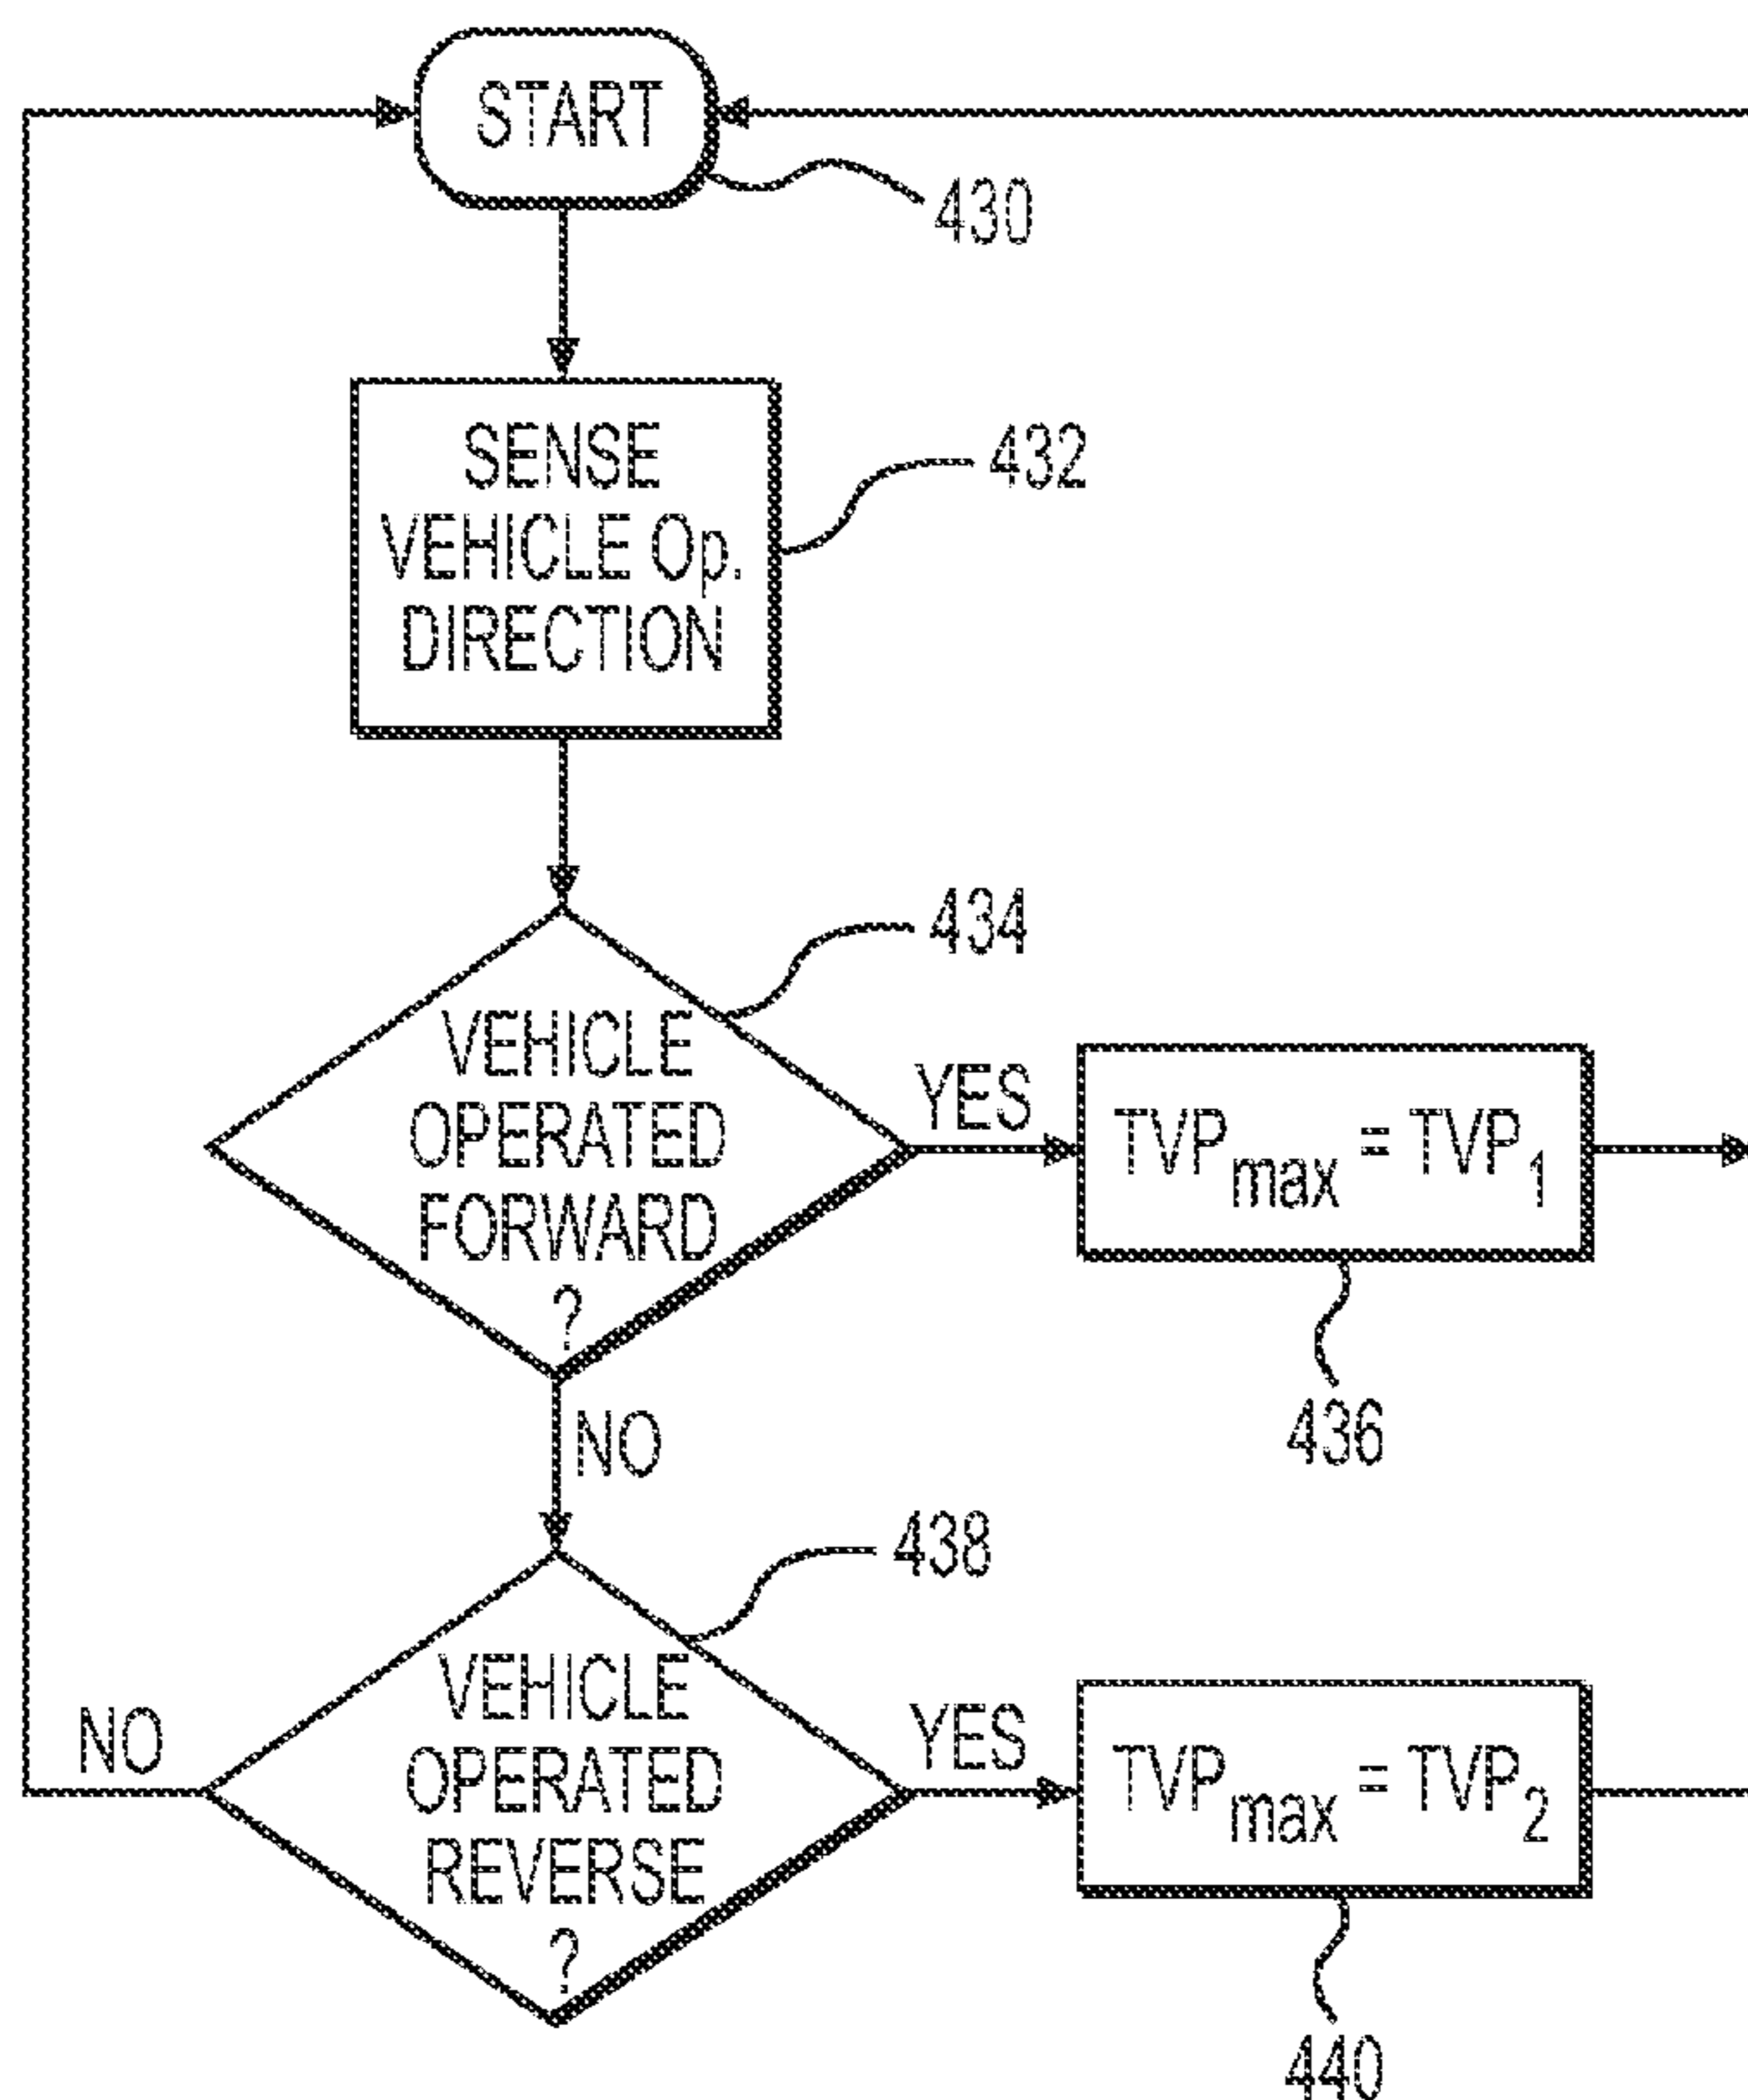 START
430
SENSE
VEHICLE Op.
DIRECTION
432
434
VEHICLE
OPERATED
FORWARD
?
YES
TVPmax = TVP1
436
NO
438
VEHICLE
OPERATED
REVERSE
?
NO
YES
TVPmax = TVP2
440